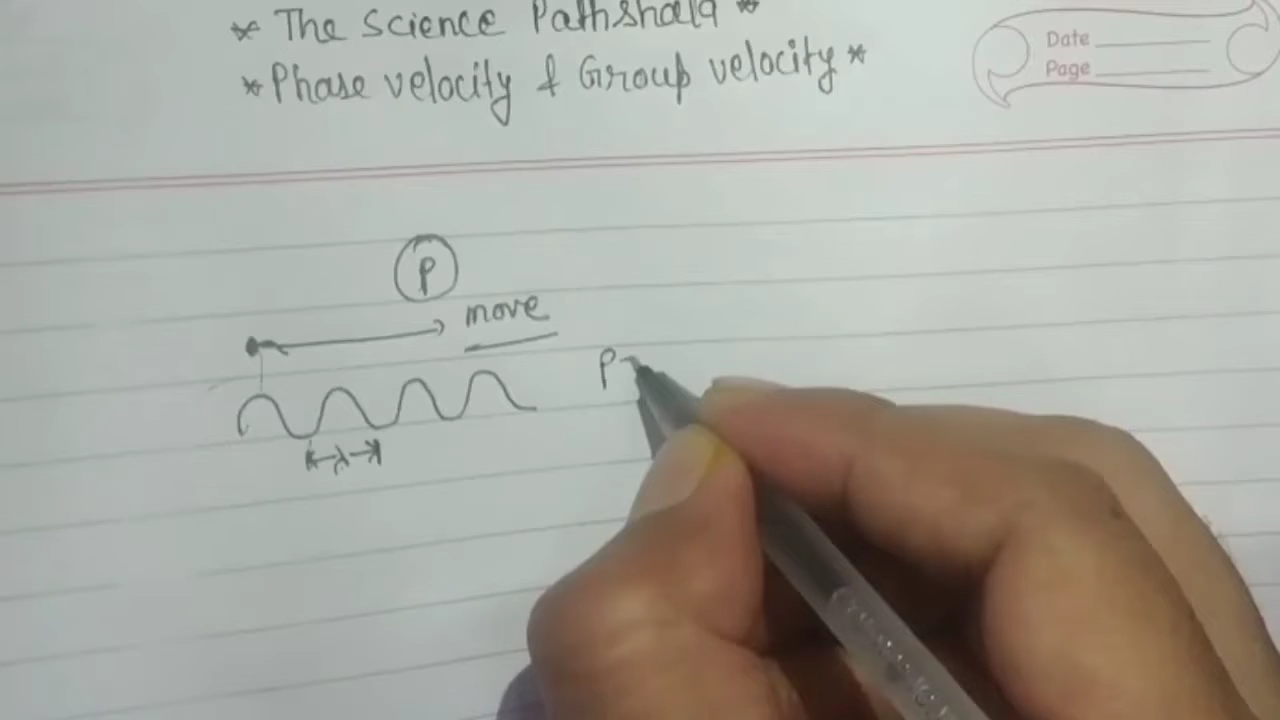 * The Science Pathshala *
* Phase velocity & Group velocity *
Date
Page
P
move
P
λ